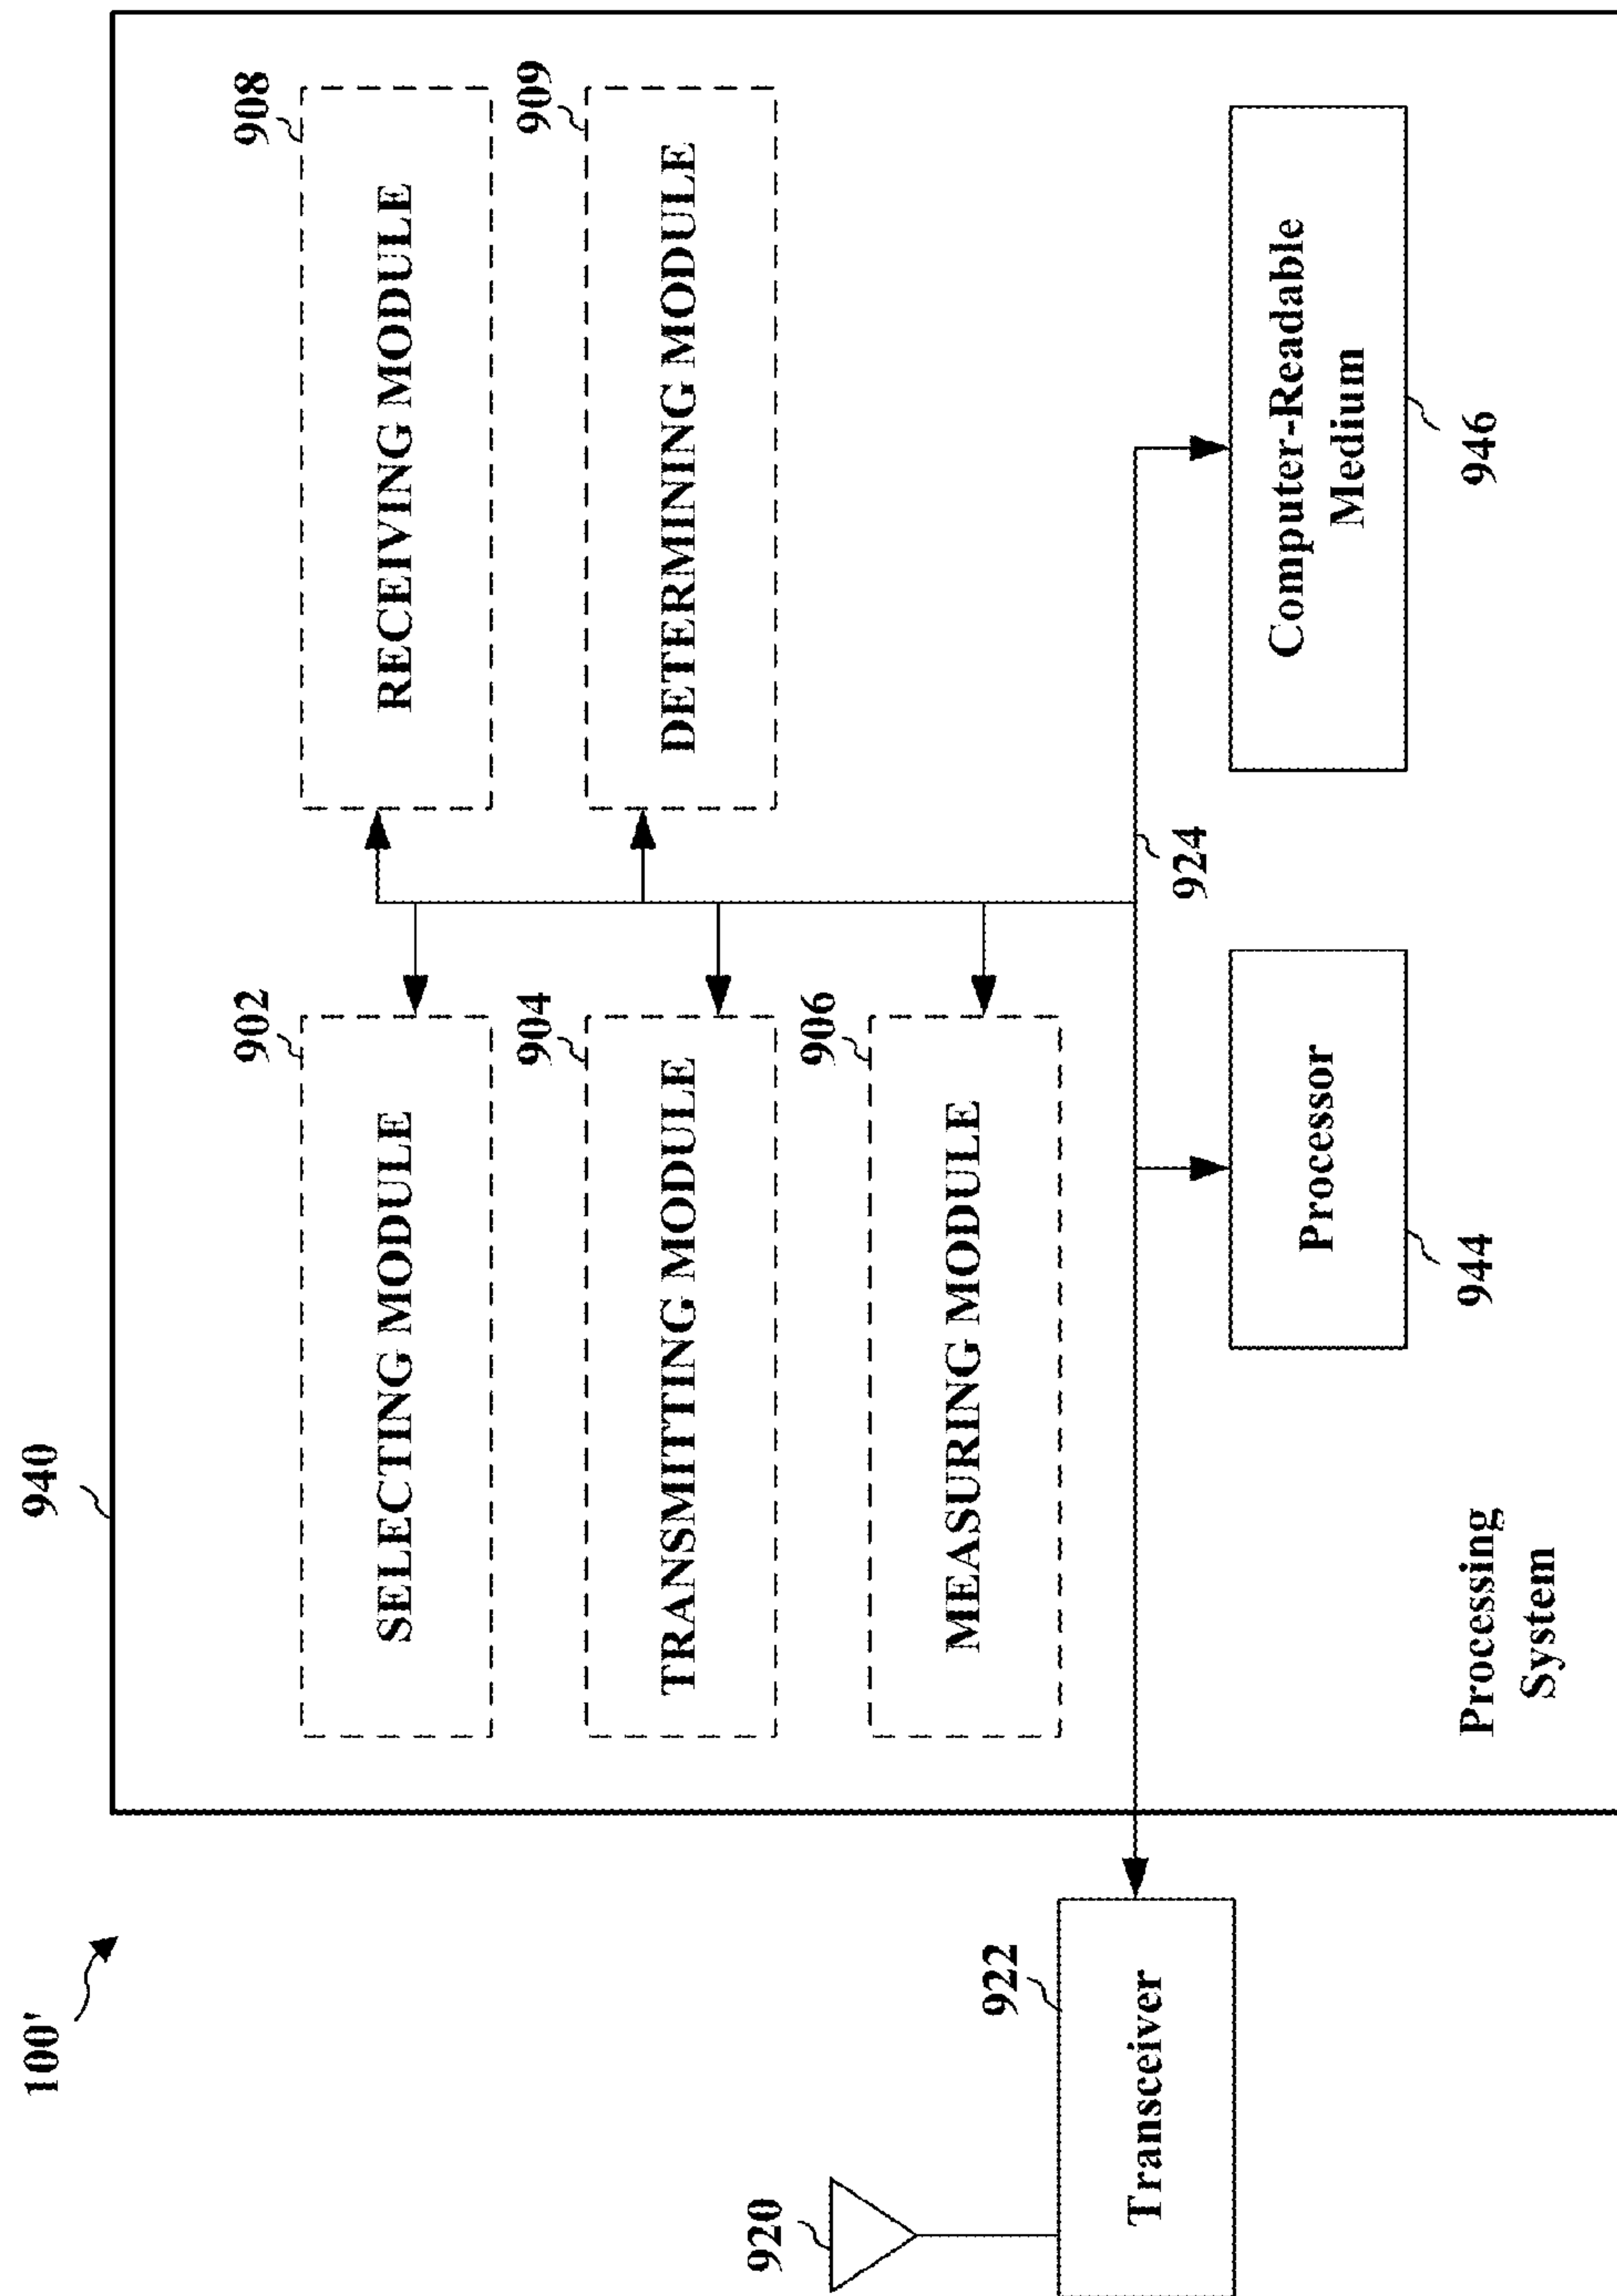 100'
940
902
SELECTING MODULE
908
RECEIVING MODULE
904
TRANSMITTING MODULE
909
DETERMINING MODULE
906
MEASURING MODULE
920
922
Transceiver
924
Processor
944
Computer-Readable
Medium
946
Processing
System